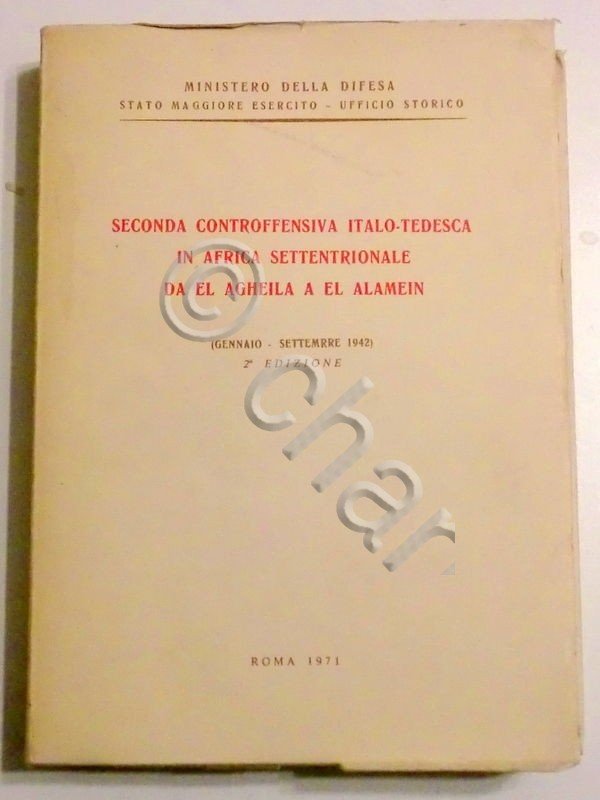 MINISTERO DELLA DIFESA
STATO MAGGIORE ESERCITO - UFFICIO STORICO
SECONDA CONTROFFENSIVA ITALO-TEDESCA
IN AFRICA SETTENTRIONALE
DA EL AGHEILA A EL ALAMEIN
(GENNAIO - SETTEMRRE 1942)
2ª EDIZIONE
ROMA 1971
© char